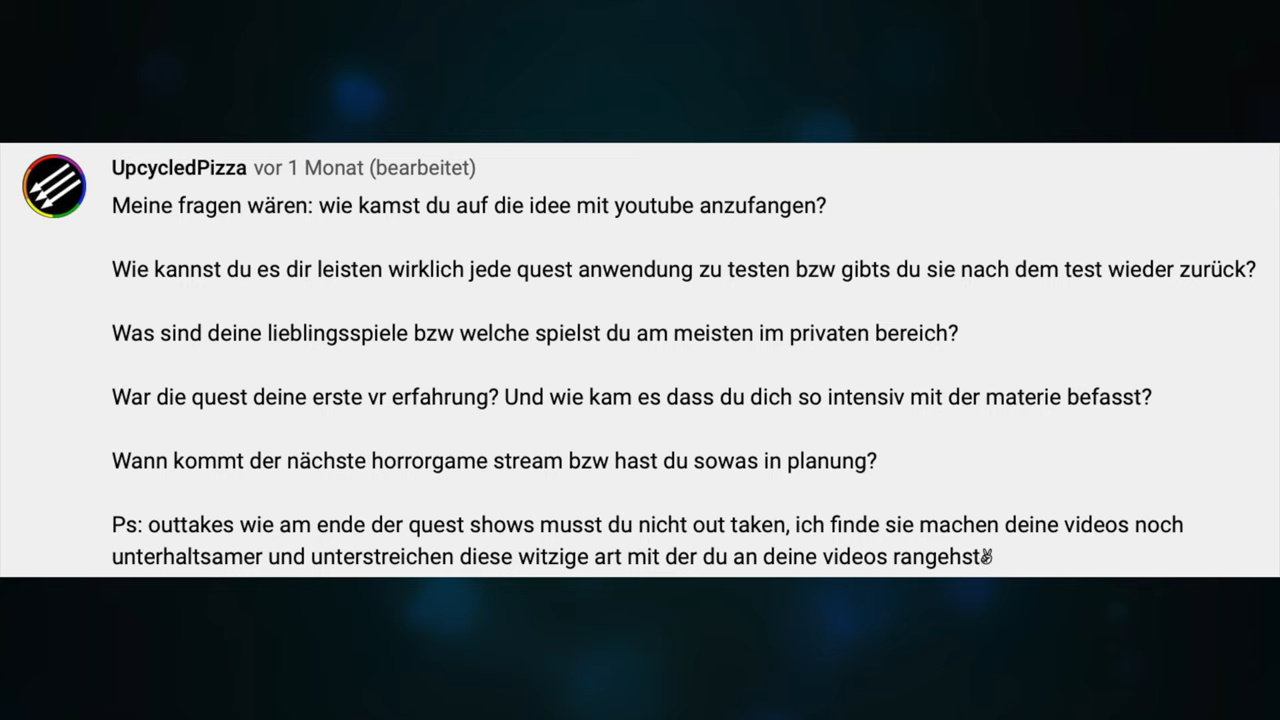 UpcycledPizza vor 1 Monat (bearbeitet)
Meine fragen wären: wie kamst du auf die idee mit youtube anzufangen?
Wie kannst du es dir leisten wirklich jede quest anwendung zu testen bzw gibts du sie nach dem test wieder zurück?
Was sind deine lieblingsspiele bzw welche spielst du am meisten im privaten bereich?
War die quest deine erste vr erfahrung? Und wie kam es dass du dich so intensiv mit der materie befasst?
Wann kommt der nächste horrorgame stream bzw hast du sowas in planung?
Ps: outtakes wie am ende der quest shows musst du nicht out taken, ich finde sie machen deine videos noch
unterhaltsamer und unterstreichen diese witzige art mit der du an deine videos rangehst✌